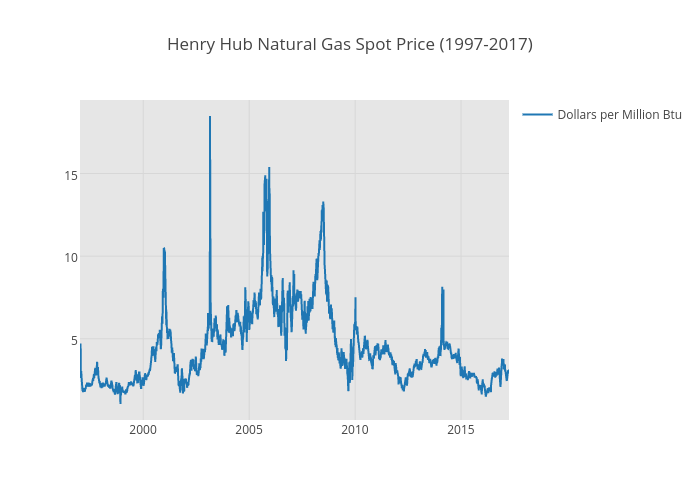 Henry Hub Natural Gas Spot Price (1997-2017)
Dollars per Million Btu
15
10
5
2000 2005 2010 2015